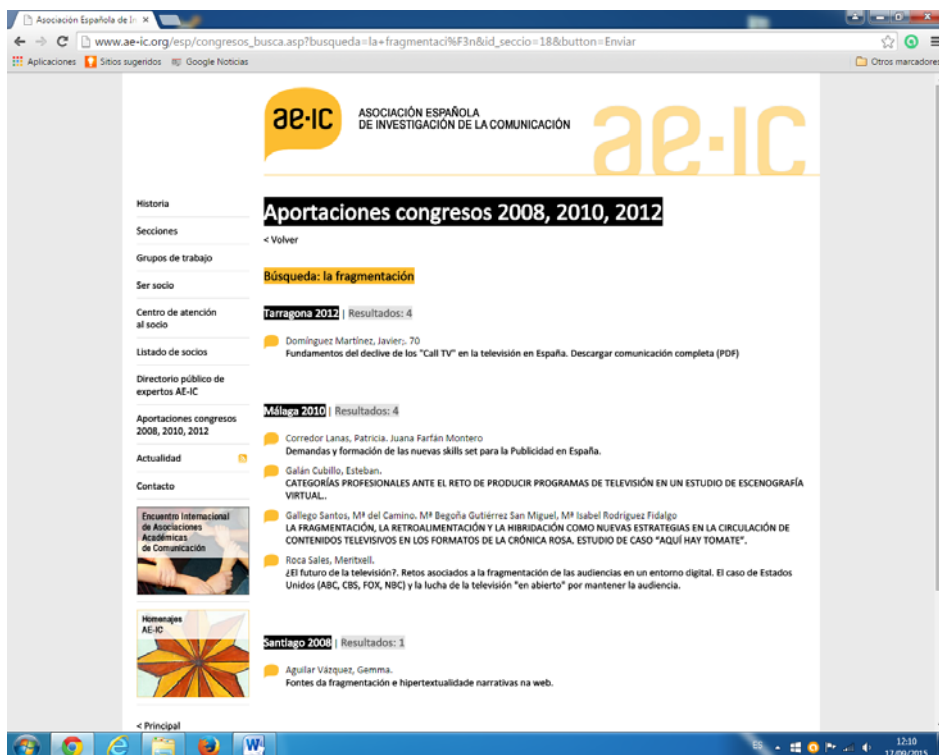 Asociación Española de In
www.ae-ic.org/esp/congresos_busca.asp?busqueda=la+fragmentaci%F3n&id_seccio=18&button=Enviar
Aplicaciones Sitios sugeridos Google Noticias Otros marcadores
ae·ic ASOCIACIÓN ESPAÑOLA
DE INVESTIGACIÓN DE LA COMUNICACIÓN
ae·ic
Historia
Secciones
Grupos de trabajo
Ser socio
Centro de atención
al socio
Listado de socios
Directorio público de
expertos AE-IC
Aportaciones congresos
2008, 2010, 2012
Actualidad
Contacto
Encuentro Internacional
de Asociaciones
Académicas
de Comunicación
Homenajes
AE-IC
< Principal
Aportaciones congresos 2008, 2010, 2012
< Volver
Búsqueda: la fragmentación
Tarragona 2012 | Resultados: 4
Domínguez Martínez, Javier;. 70
Fundamentos del declive de los "Call TV" en la televisión en España. Descargar comunicación completa (PDF)
Málaga 2010 | Resultados: 4
Corredor Lanas, Patricia. Juana Farfán Montero
Demandas y formación de las nuevas skills set para la Publicidad en España.
Galán Cubillo, Esteban.
CATEGORÍAS PROFESIONALES ANTE EL RETO DE PRODUCIR PROGRAMAS DE TELEVISIÓN EN UN ESTUDIO DE ESCENOGRAFÍA
VIRTUAL..
Gallego Santos, Mª del Camino. Mª Begoña Gutiérrez San Miguel, Mª Isabel Rodríguez Fidalgo
LA FRAGMENTACIÓN, LA RETROALIMENTACIÓN Y LA HIBRIDACIÓN COMO NUEVAS ESTRATEGIAS EN LA CIRCULACIÓN DE
CONTENIDOS TELEVISIVOS EN LOS FORMATOS DE LA CRÓNICA ROSA. ESTUDIO DE CASO "AQUÍ HAY TOMATE".
Roca Sales, Meritxell.
¿El futuro de la televisión?. Retos asociados a la fragmentación de las audiencias en un entorno digital. El caso de Estados
Unidos (ABC, CBS, FOX, NBC) y la lucha de la televisión "en abierto" por mantener la audiencia.
Santiago 2008 | Resultados: 1
Aguilar Vázquez, Gemma.
Fontes da fragmentación e hipertextualidade narrativas na web.
ES 12:10
17/09/2015